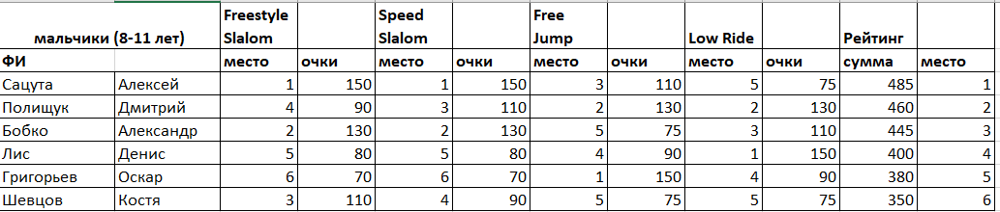 мальчики (8-11 лет) Freestyle Slalom Speed Slalom Free Jump Low Ride Рейтинг
ФИ место очки место очки место очки место очки сумма место
Сацута Алексей 1 150 1 150 3 110 5 75 485 1
Полищук Дмитрий 4 90 3 110 2 130 2 130 460 2
Бобко Александр 2 130 2 130 5 75 3 110 445 3
Лис Денис 5 80 5 80 4 90 1 150 400 4
Григорьев Оскар 6 70 6 70 1 150 4 90 380 5
Шевцов Костя 3 110 4 90 5 75 5 75 350 6